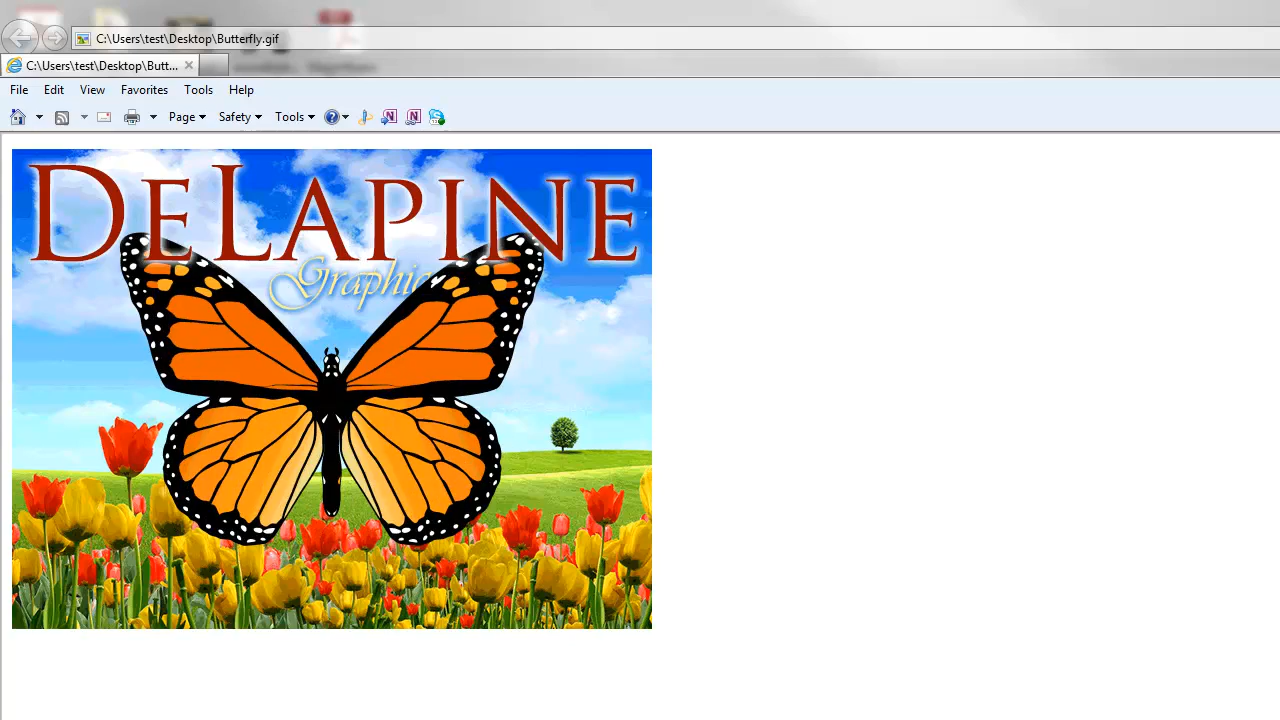 C:\Users\test\Desktop\Butterfly.gif
C:\Users\test\Desktop\Butt...
File Edit View Favorites Tools Help
Page Safety Tools
DELAPINE
Graphic